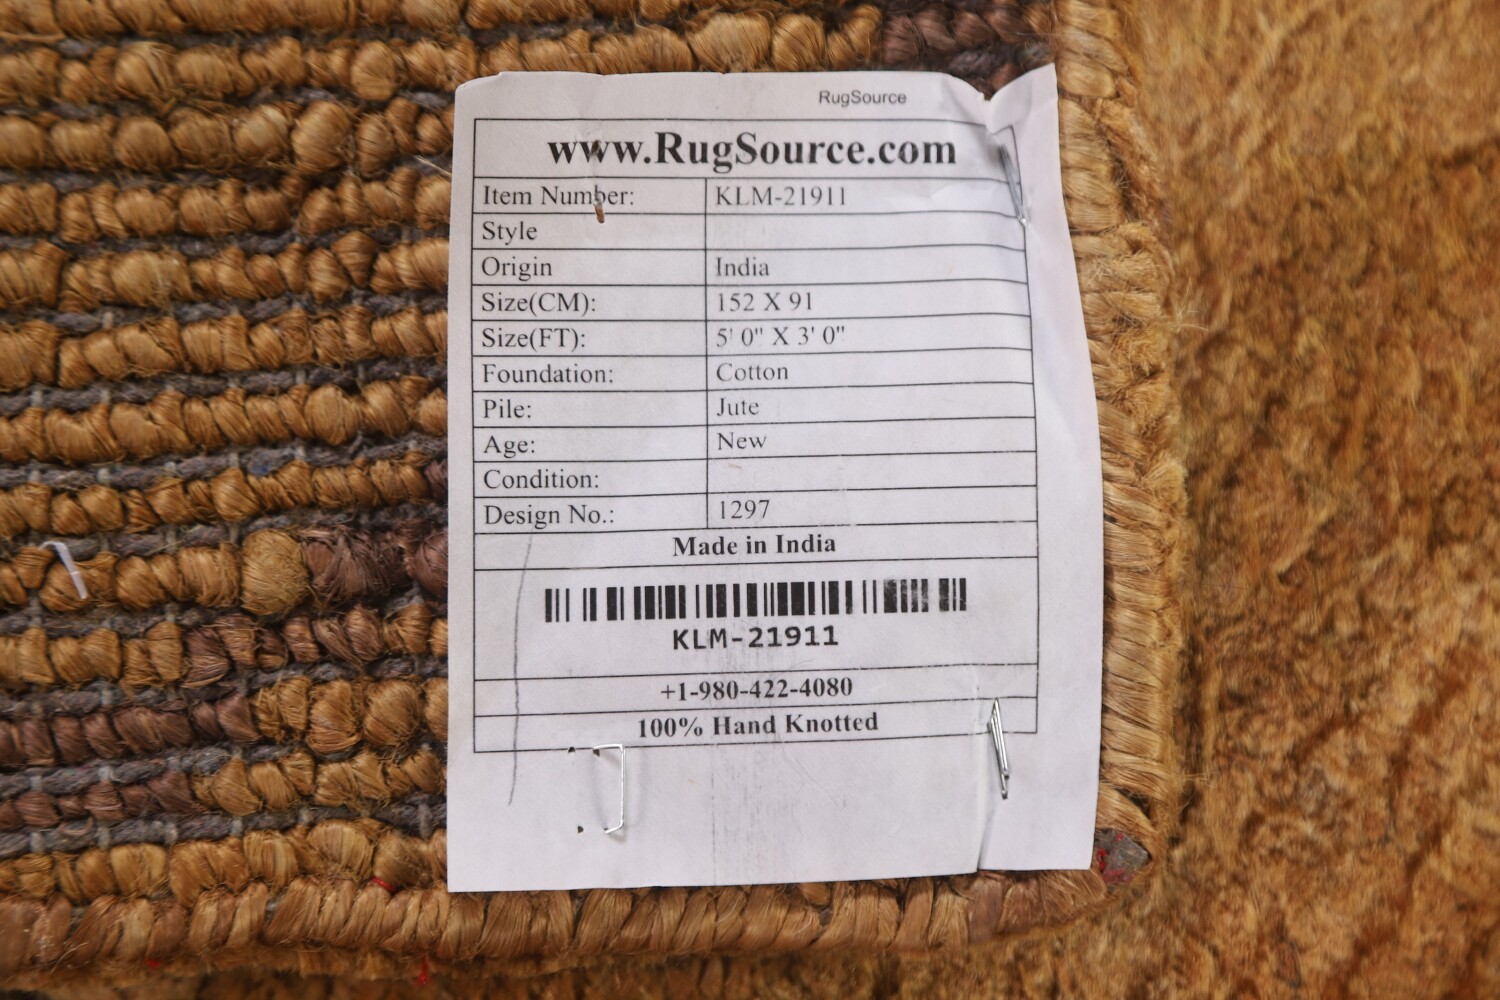 RugSource
www.RugSource.com
Item Number: KLM-21911
Style
Origin India
Size(CM): 152 X 91
Size(FT): 5' 0" X 3' 0"
Foundation: Cotton
Pile: Jute
Age: New
Condition:
Design No.: 1297
Made in India
KLM-21911
+1-980-422-4080
100% Hand Knotted